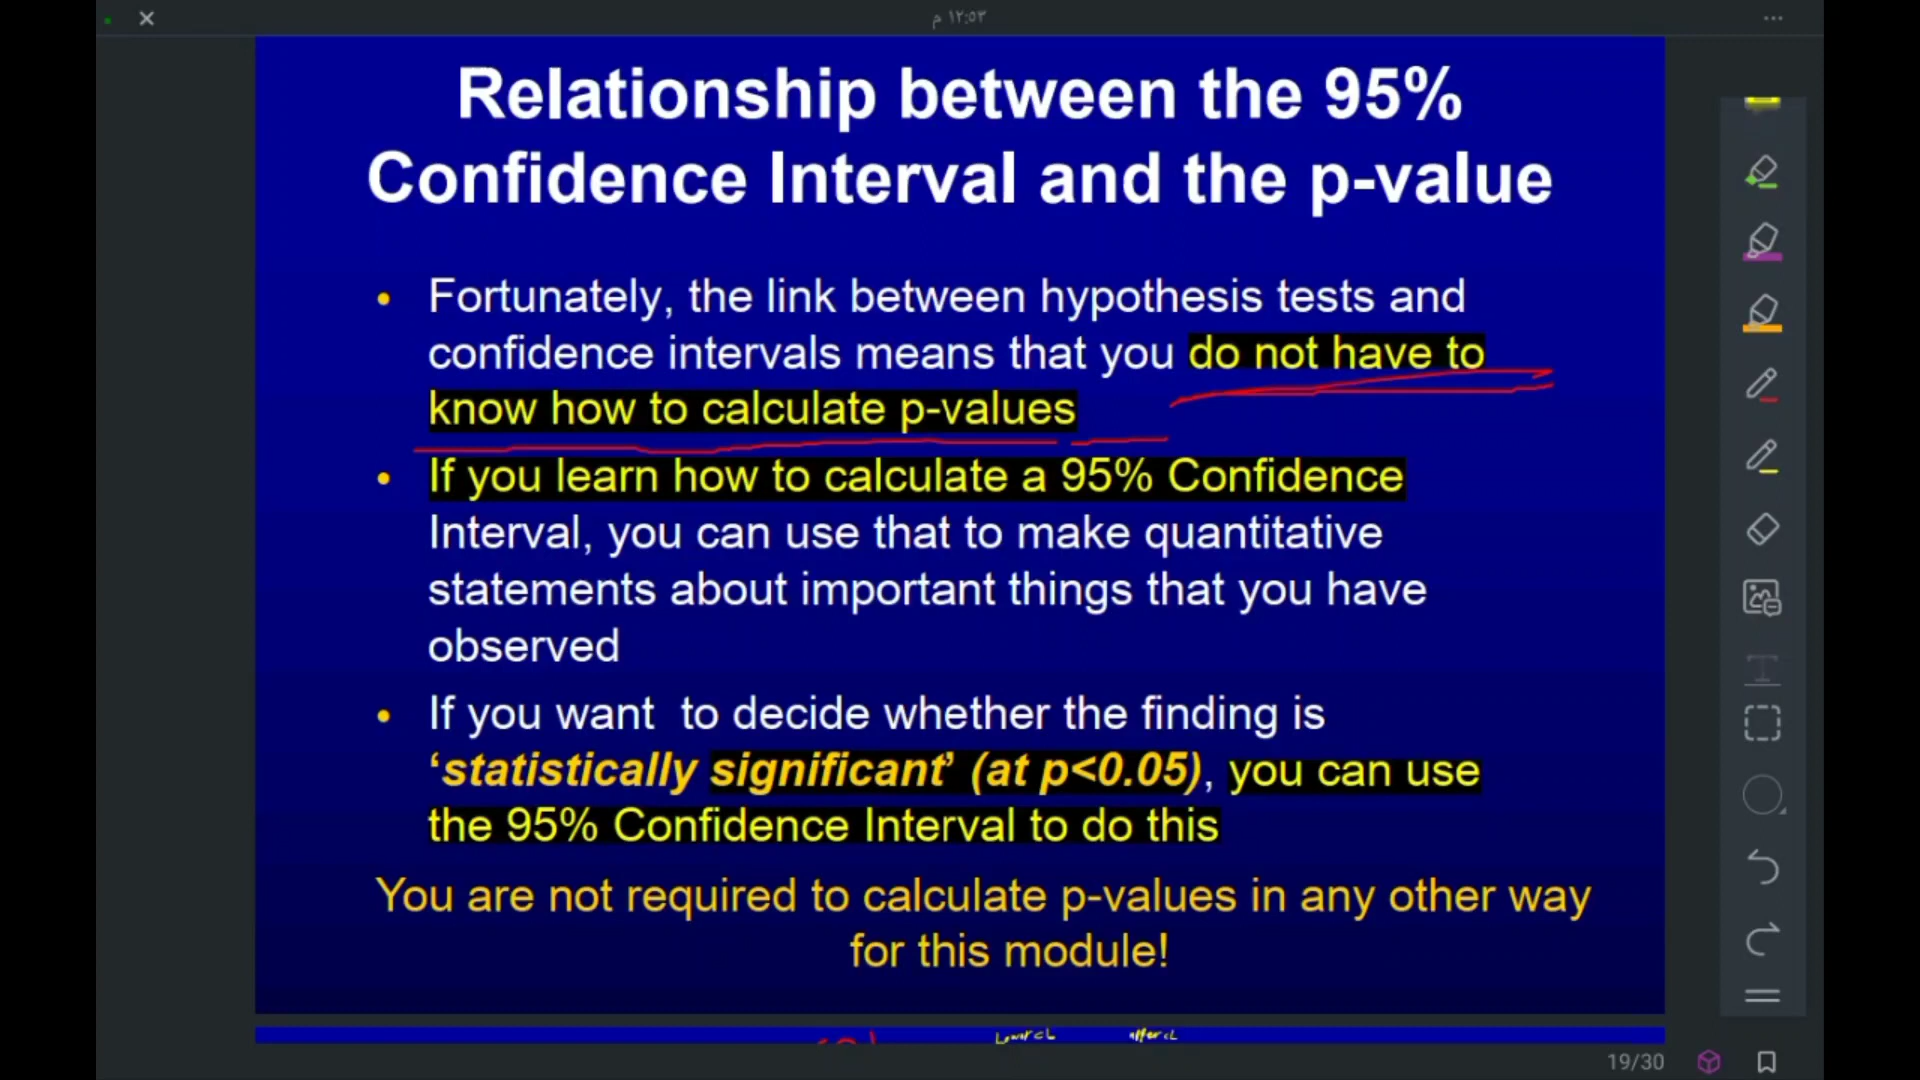 ١٢:٥٣ م
Relationship between the 95%
Confidence Interval and the p-value
• Fortunately, the link between hypothesis tests and
confidence intervals means that you do not have to
know how to calculate p-values
• If you learn how to calculate a 95% Confidence
Interval, you can use that to make quantitative
statements about important things that you have
observed
• If you want to decide whether the finding is
‘statistically significant’ (at p<0.05), you can use
the 95% Confidence Interval to do this
You are not required to calculate p-values in any other way
for this module!
19/30